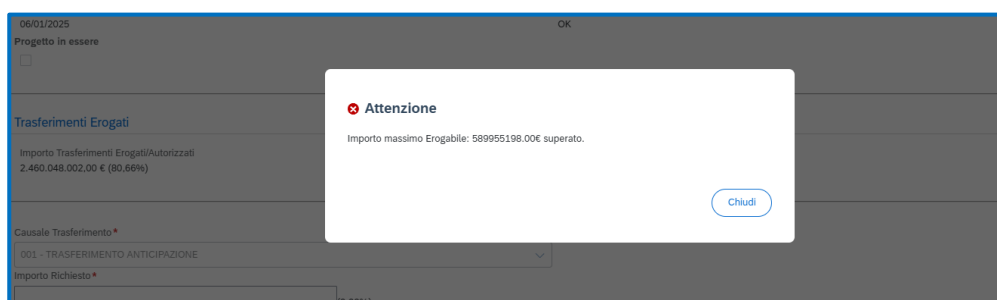 06/01/2025 OK
Progetto in essere
Attenzione
Importo massimo Erogabile: 589955198.00€ superato.
Chiudi
Trasferimenti Erogati
Importo Trasferimenti Erogati/Autorizzati
2.460.048.002,00 € (80,66%)
Causale Trasferimento*
001 - TRASFERIMENTO ANTICIPAZIONE
Importo Richiesto*